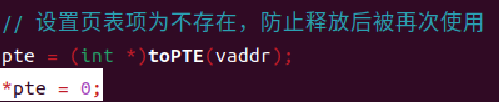 // 设置页表项为不存在，防止释放后被再次使用
pte = (int *)toPTE(vaddr);
*pte = 0;